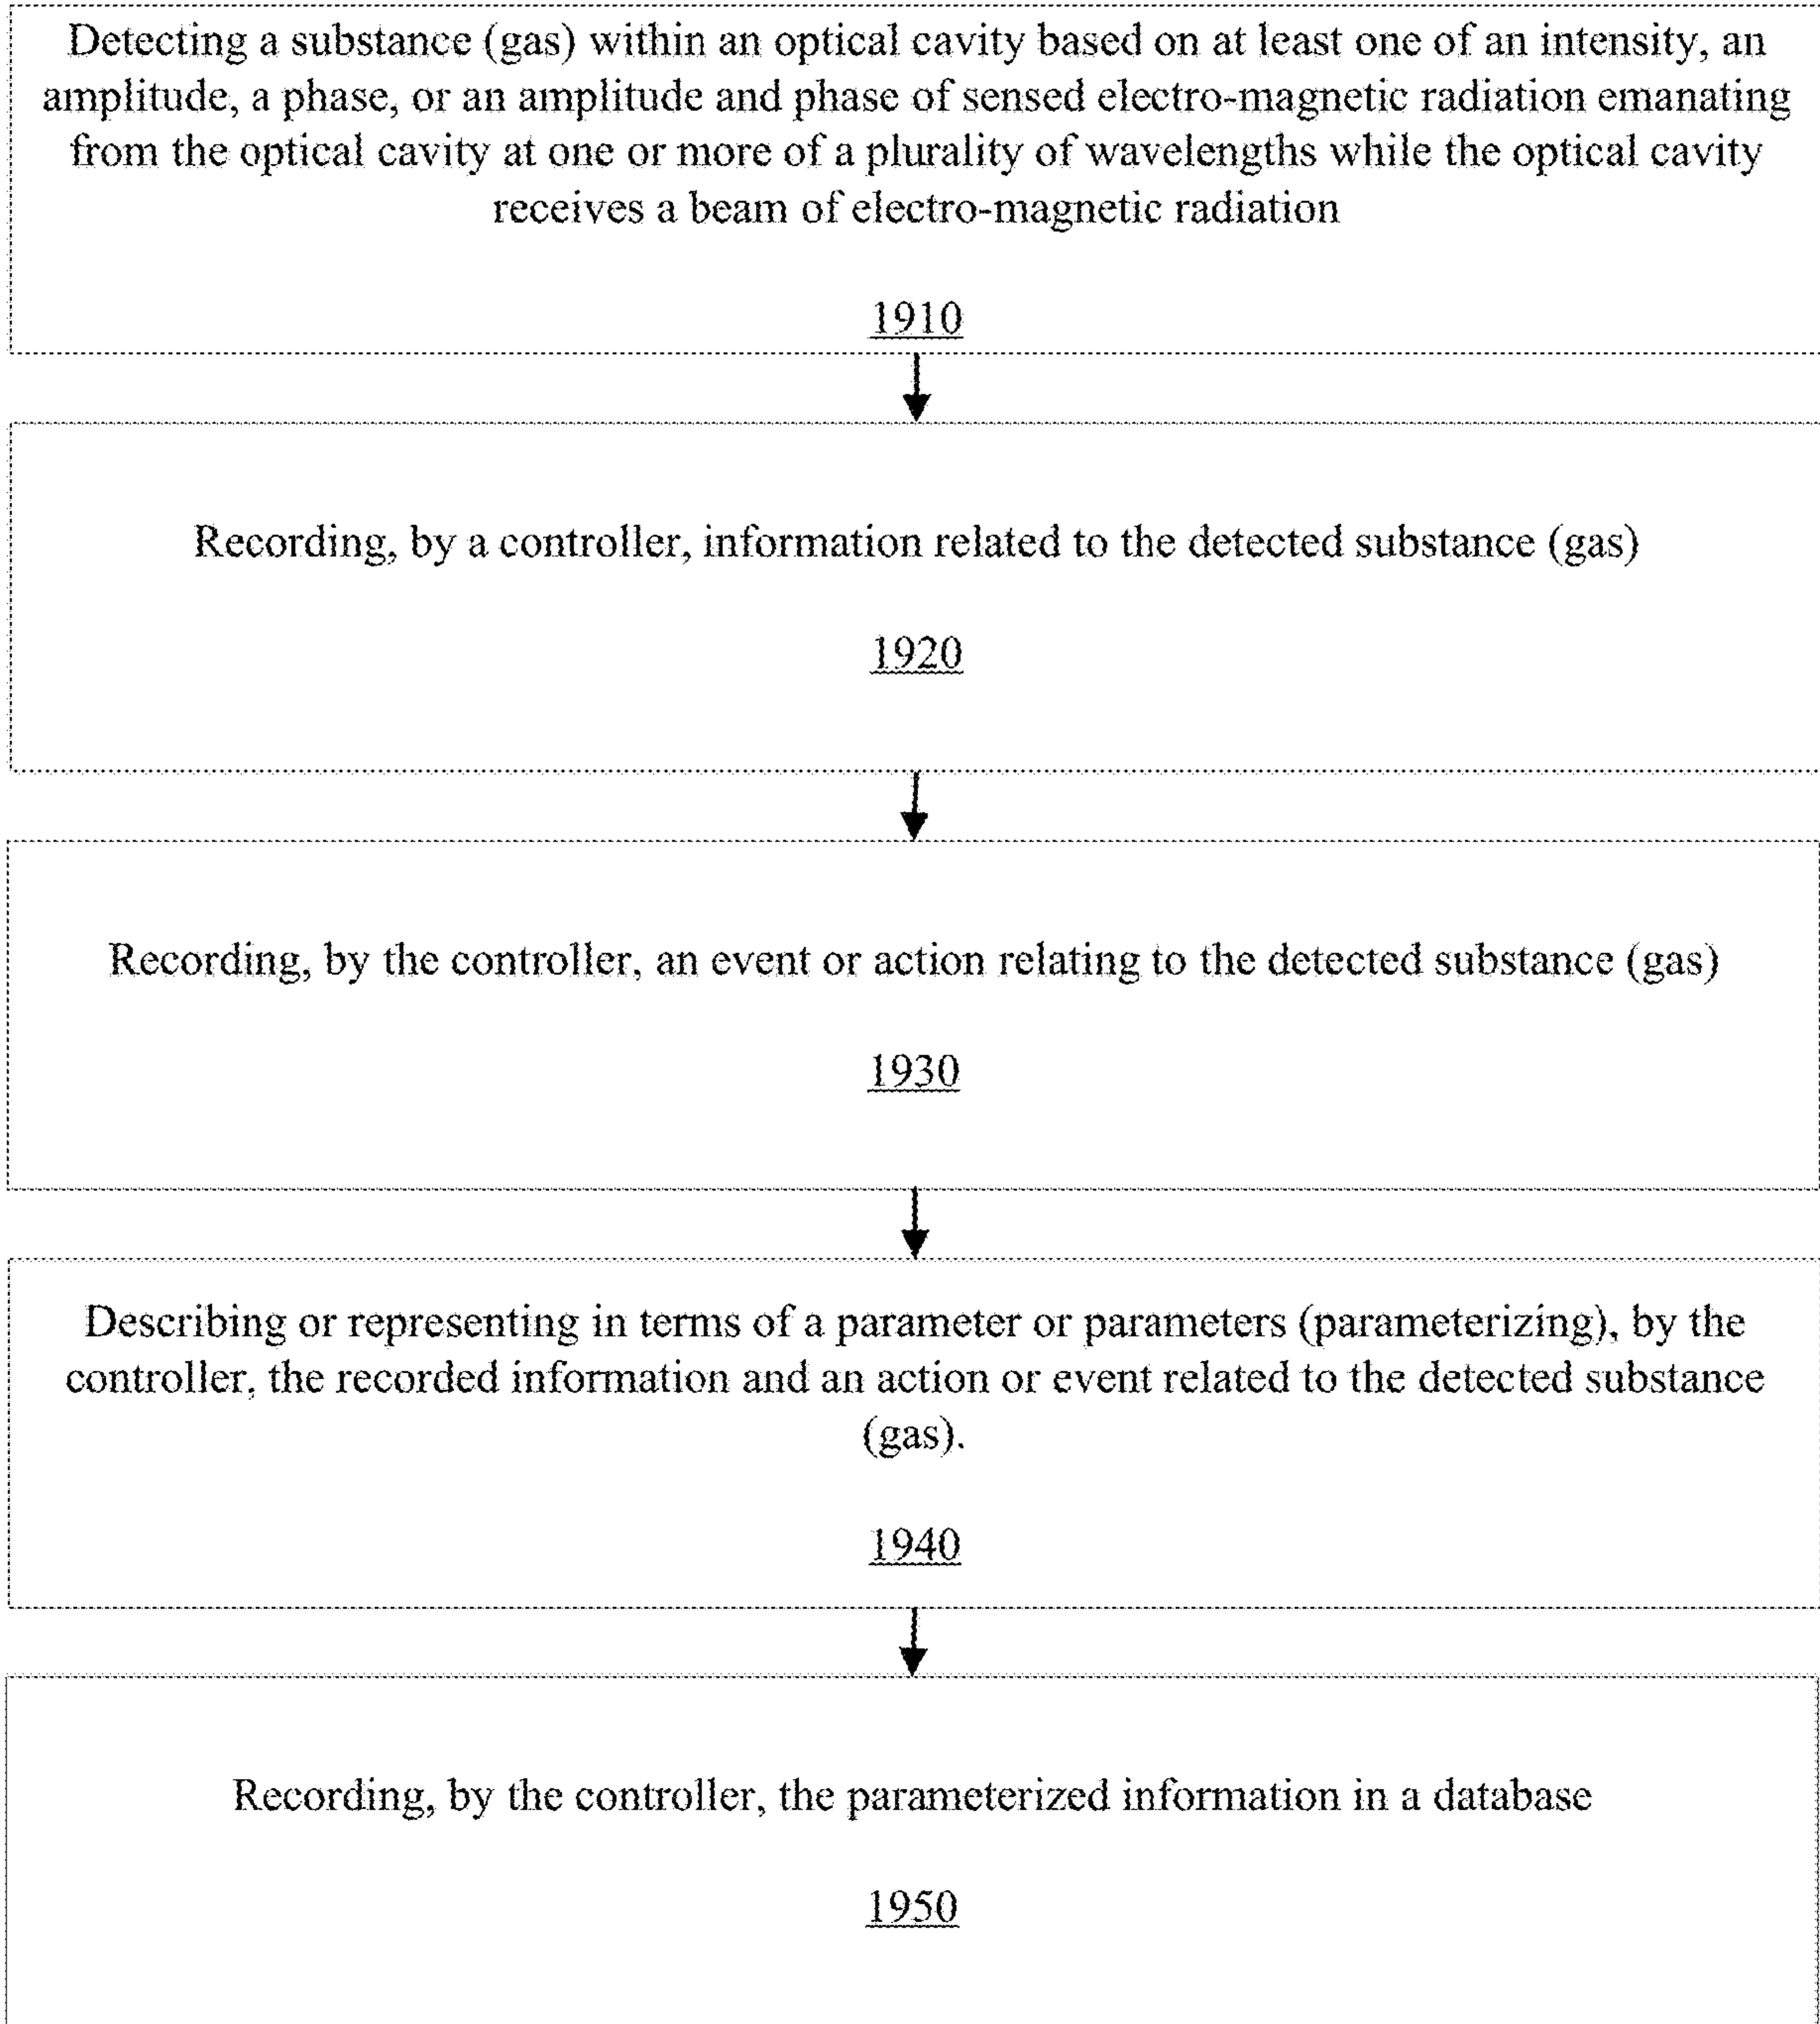 Detecting a substance (gas) within an optical cavity based on at least one of an intensity, an
amplitude, a phase, or an amplitude and phase of sensed electro-magnetic radiation emanating
from the optical cavity at one or more of a plurality of wavelengths while the optical cavity
receives a beam of electro-magnetic radiation
1910
Recording, by a controller, information related to the detected substance (gas)
1920
Recording, by the controller, an event or action relating to the detected substance (gas)
1930
Describing or representing in terms of a parameter or parameters (parameterizing), by the
controller, the recorded information and an action or event related to the detected substance
(gas).
1940
Recording, by the controller, the parameterized information in a database
1950